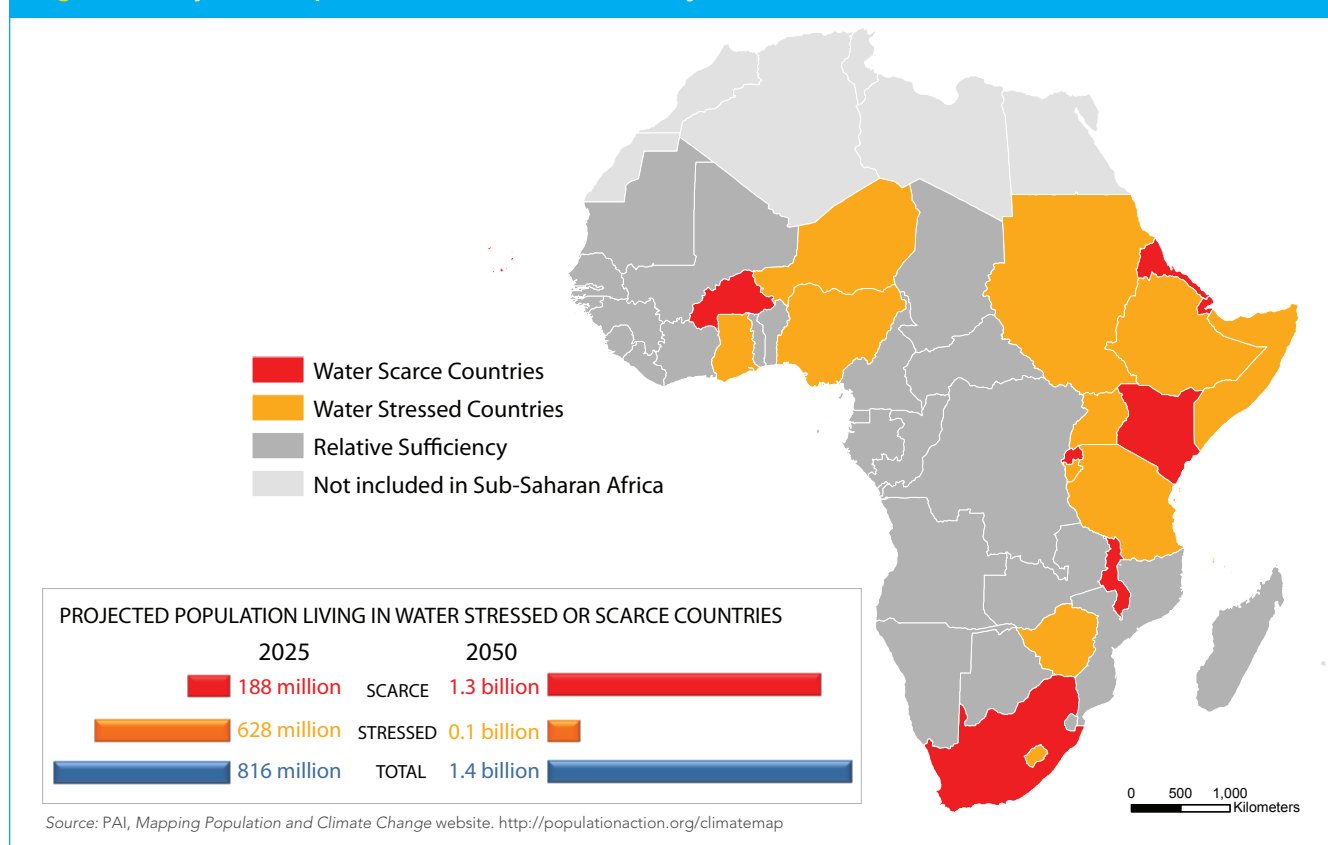 Water Scarce Countries
Water Stressed Countries
Relative Sufficiency
Not included in Sub-Saharan Africa
PROJECTED POPULATION LIVING IN WATER STRESSED OR SCARCE COUNTRIES
2025 2050
188 million SCARCE 1.3 billion
628 million STRESSED 0.1 billion
816 million TOTAL 1.4 billion
0 500 1,000
Kilometers
Source: PAI, Mapping Population and Climate Change website. http://populationaction.org/climatemap